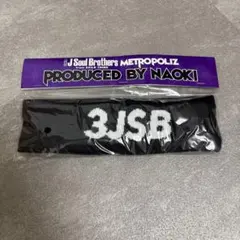 J Soul Brothers METROPOLIZ
PRODUCED BY NAOKI
3JSB